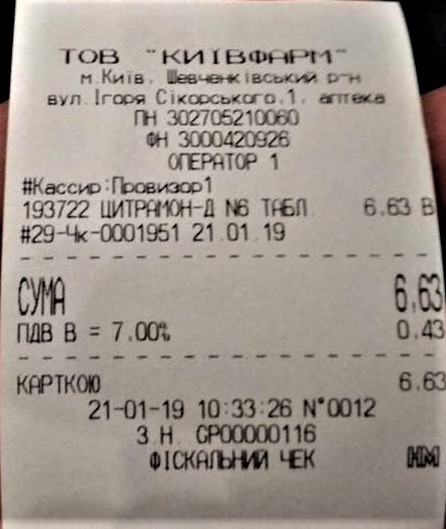 ТОВ "КИЇВФАРМ"
м.Київ, Шевченківський р-н
вул.Ігоря Сікорського,1, аптека
ПН 302705210060
ФН 3000420926
ОПЕРАТОР 1
#Кассир:Провизор1
193722 ЦИТРАМОН-Д N6 ТАБЛ. 6.63 В
#29-Чк-0001951 21.01.19
СУМА 6,63
ПДВ В = 7.00% 0.43
КАРТКОЮ 6.63
21-01-19 10:33:26 N°0012
З.Н. GP00000116
ФІСКАЛЬНИЙ ЧЕК НМ